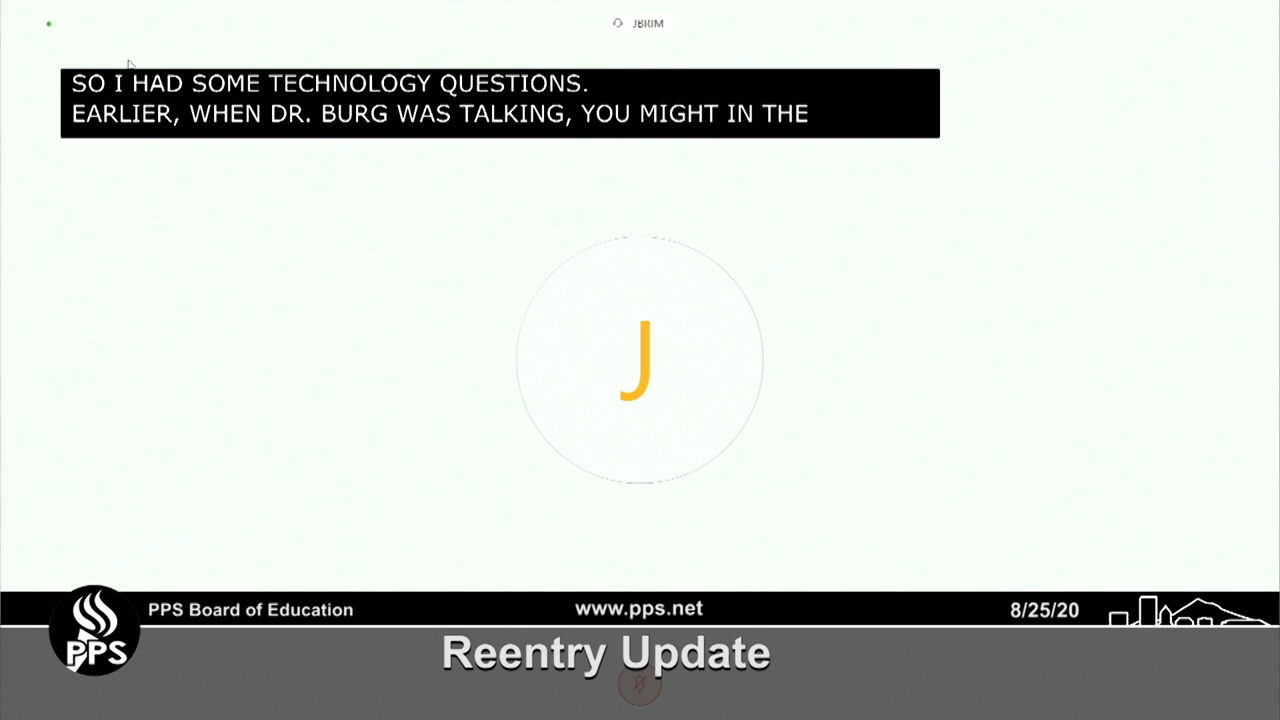 JBRIM
SO I HAD SOME TECHNOLOGY QUESTIONS.
EARLIER, WHEN DR. BURG WAS TALKING, YOU MIGHT IN THE
J
PPS Board of Education
www.pps.net
8/25/20
PPS
Reentry Update